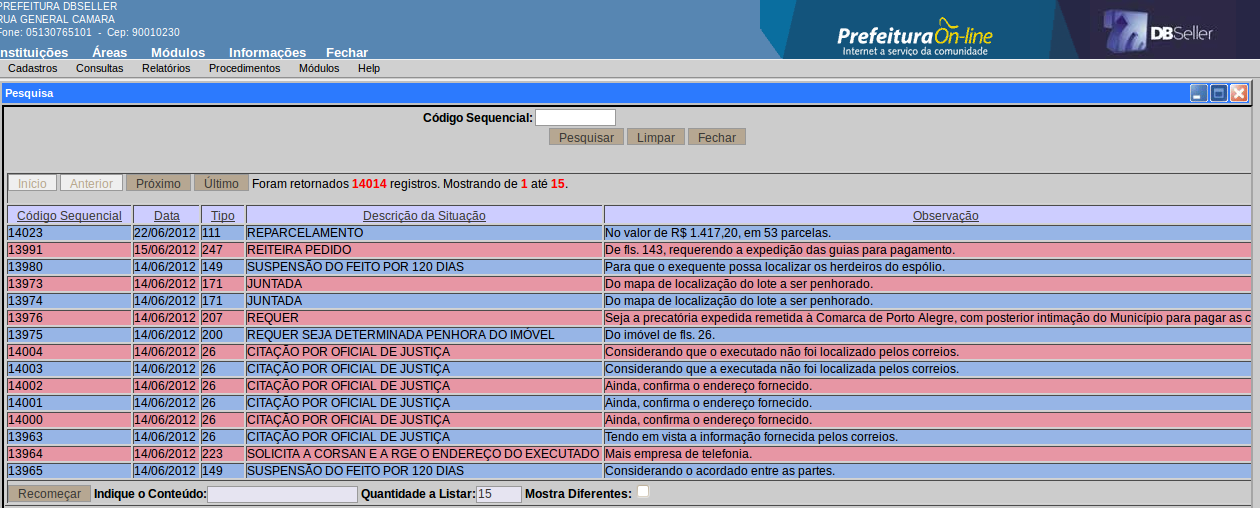 PREFEITURA DBSELLER
RUA GENERAL CAMARA
Fone: 05130765101 - Cep: 90010230
Prefeitura On-line
Internet a serviço da comunidade
DBSeller
nstituições Áreas Módulos Informações Fechar
Cadastros Consultas Relatórios Procedimentos Módulos Help
Pesquisa
Código Sequencial:
Pesquisar Limpar Fechar
Início Anterior Próximo Último Foram retornados 14014 registros. Mostrando de 1 até 15.
Código Sequencial Data Tipo Descrição da Situação Observação
14023 22/06/2012 111 REPARCELAMENTO No valor de R$ 1.417,20, em 53 parcelas.
13991 15/06/2012 247 REITEIRA PEDIDO De fls. 143, requerendo a expedição das guias para pagamento.
13980 14/06/2012 149 SUSPENSÃO DO FEITO POR 120 DIAS Para que o exequente possa localizar os herdeiros do espólio.
13973 14/06/2012 171 JUNTADA Do mapa de localização do lote a ser penhorado.
13974 14/06/2012 171 JUNTADA Do mapa de localização do lote a ser penhorado.
13976 14/06/2012 207 REQUER Seja a precatória expedida remetida à Comarca de Porto Alegre, com posterior intimação do Município para pagar as c
13975 14/06/2012 200 REQUER SEJA DETERMINADA PENHORA DO IMÓVEL Do imóvel de fls. 26.
14004 14/06/2012 26 CITAÇÃO POR OFICIAL DE JUSTIÇA Considerando que o executado não foi localizado pelos correios.
14003 14/06/2012 26 CITAÇÃO POR OFICIAL DE JUSTIÇA Considerando que a executada não foi localizada pelos correios.
14002 14/06/2012 26 CITAÇÃO POR OFICIAL DE JUSTIÇA Ainda, confirma o endereço fornecido.
14001 14/06/2012 26 CITAÇÃO POR OFICIAL DE JUSTIÇA Ainda, confirma o endereço fornecido.
14000 14/06/2012 26 CITAÇÃO POR OFICIAL DE JUSTIÇA Ainda, confirma o endereço fornecido.
13963 14/06/2012 26 CITAÇÃO POR OFICIAL DE JUSTIÇA Tendo em vista a informação fornecida pelos correios.
13964 14/06/2012 223 SOLICITA A CORSAN E A RGE O ENDEREÇO DO EXECUTADO Mais empresa de telefonia.
13965 14/06/2012 149 SUSPENSÃO DO FEITO POR 120 DIAS Considerando o acordado entre as partes.
Recomeçar Indique o Conteúdo: Quantidade a Listar: 15 Mostra Diferentes: